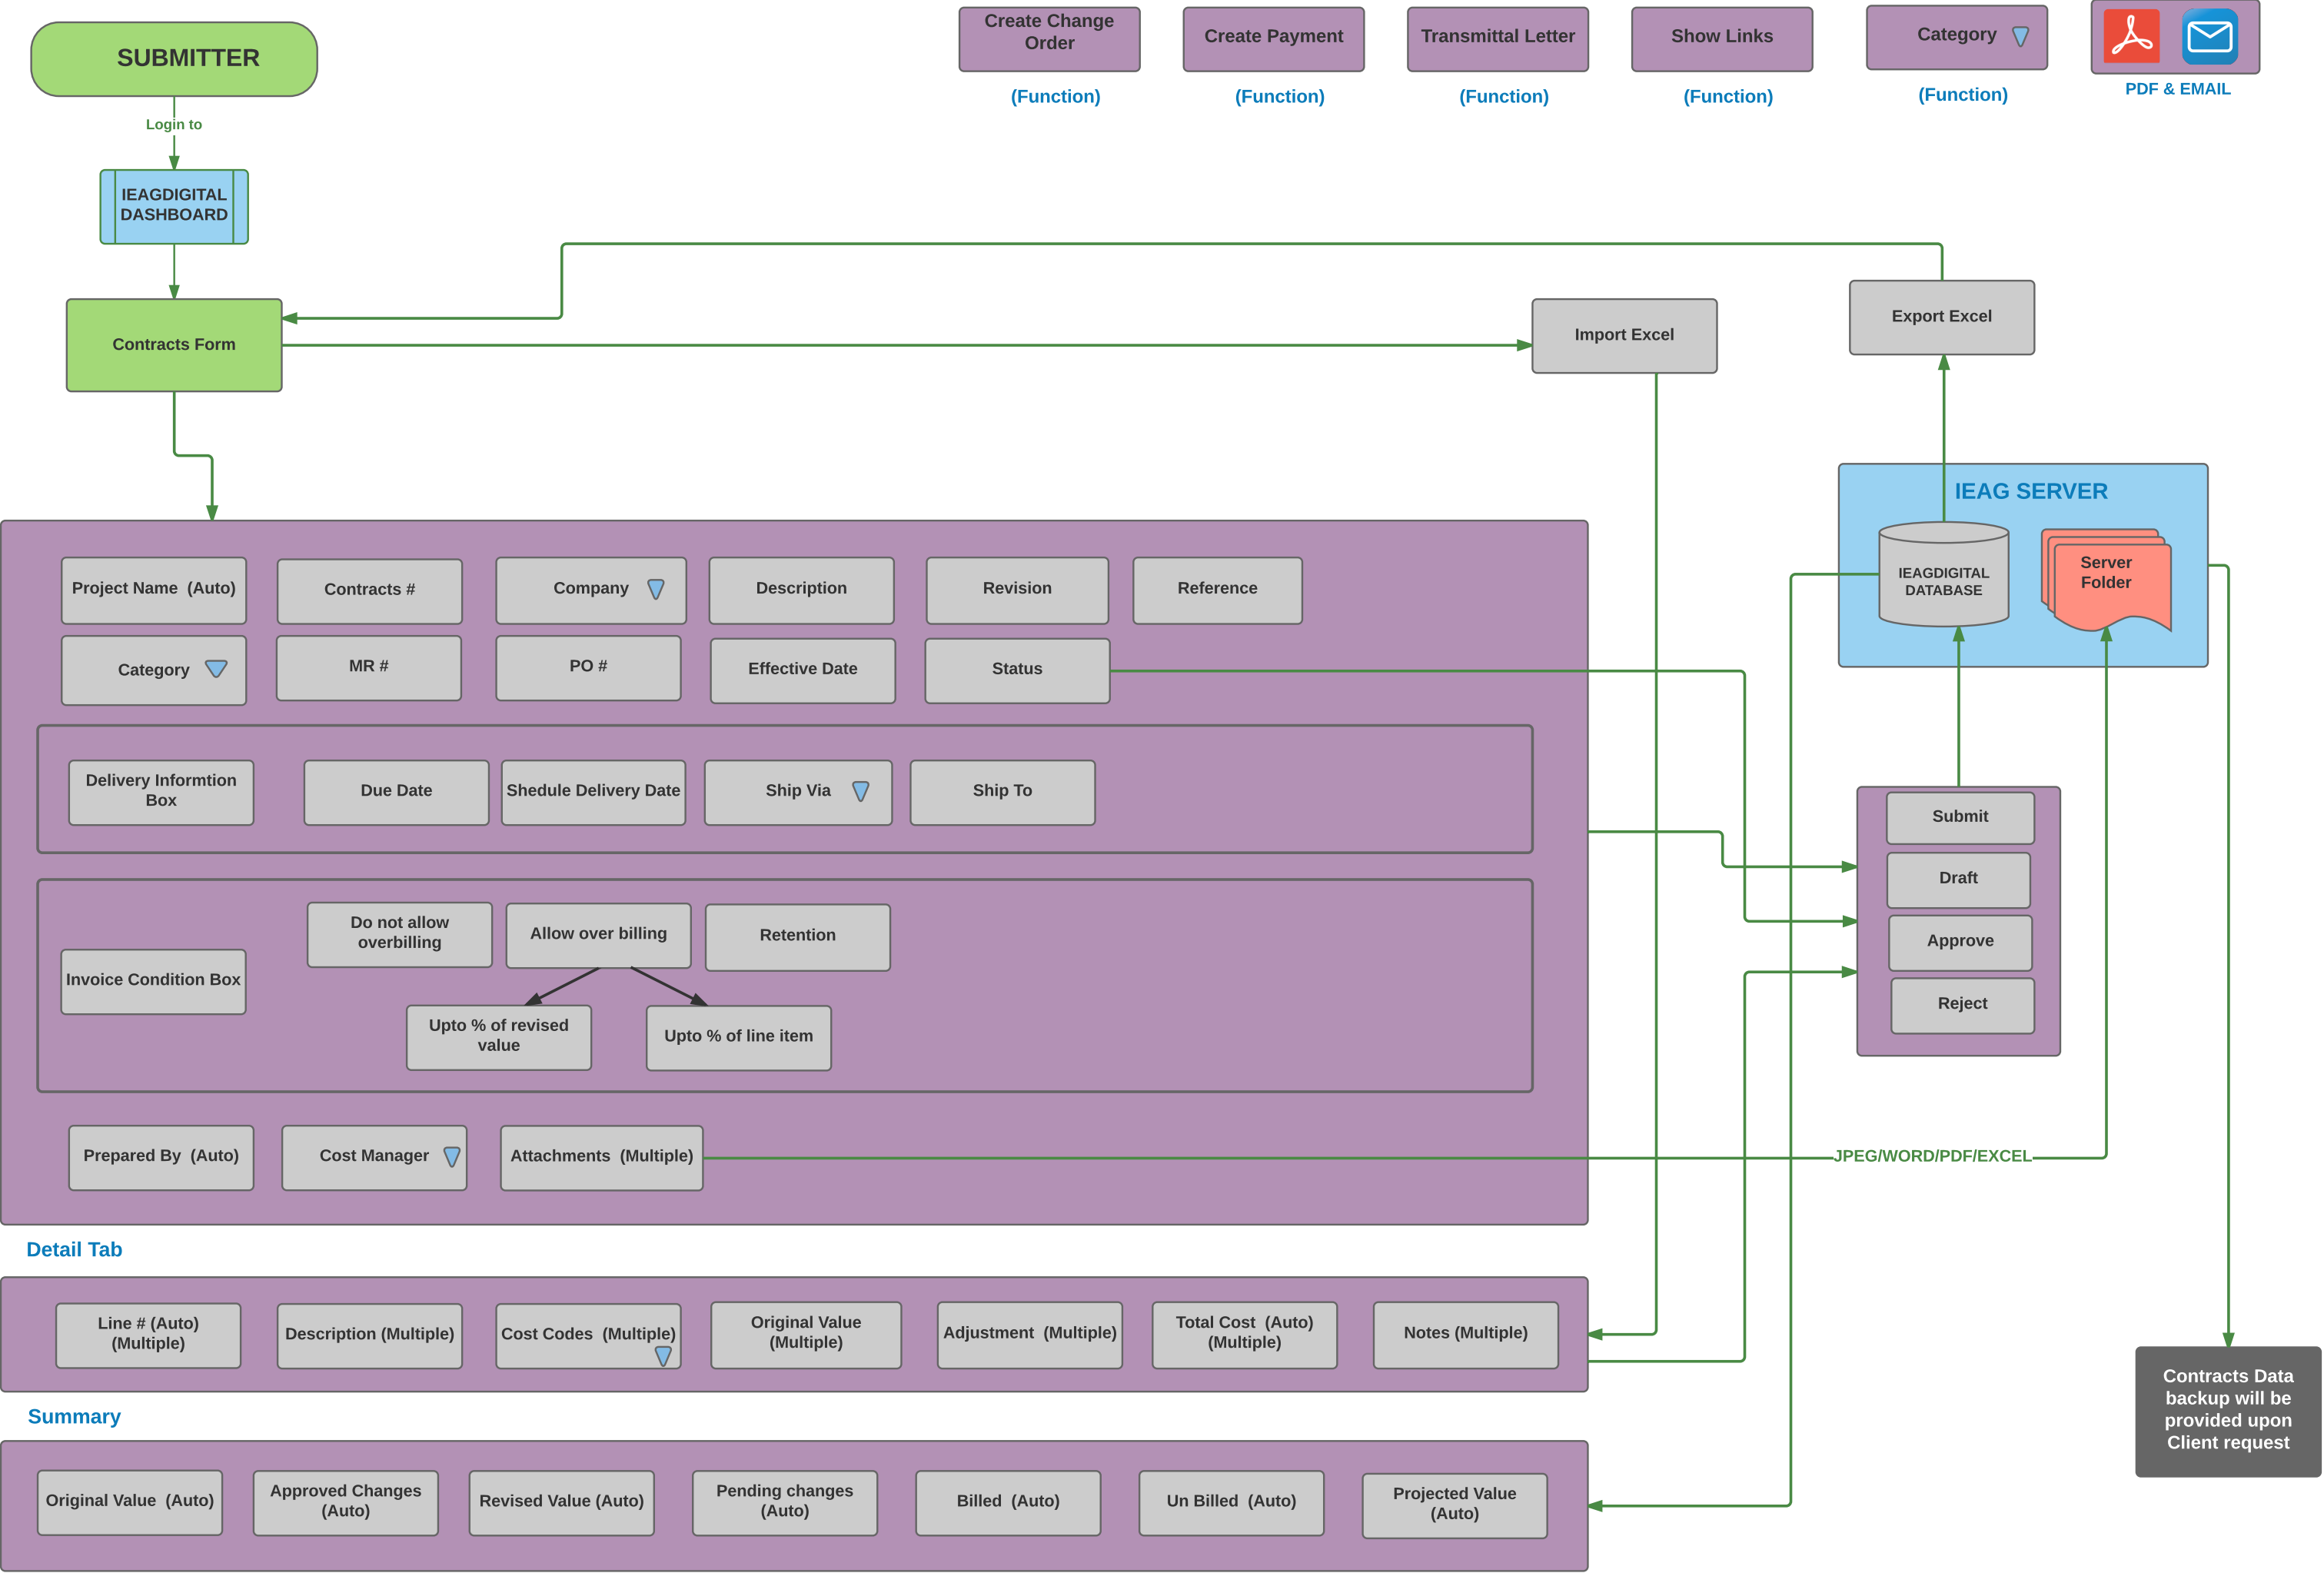 SUBMITTER
Create Change
Order
(Function)
Create Payment
(Function)
Transmittal Letter
(Function)
Show Links
(Function)
Category
(Function)
PDF & EMAIL
Login to
IEAGDIGITAL
DASHBOARD
Contracts Form
Import Excel
Export Excel
IEAG SERVER
IEAGDIGITAL
DATABASE
Server
Folder
Project Name (Auto)
Contracts #
Company
Description
Revision
Reference
Category
MR #
PO #
Effective Date
Status
Delivery Informtion
Box
Due Date
Shedule Delivery Date
Ship Via
Ship To
Submit
Draft
Approve
Reject
Invoice Condition Box
Do not allow
overbilling
Allow over billing
Retention
Upto % of revised
value
Upto % of line item
Prepared By (Auto)
Cost Manager
Attachments (Multiple)
JPEG/WORD/PDF/EXCEL
Detail Tab
Line # (Auto)
(Multiple)
Description (Multiple)
Cost Codes (Multiple)
Original Value
(Multiple)
Adjustment (Multiple)
Total Cost (Auto)
(Multiple)
Notes (Multiple)
Contracts Data
backup will be
provided upon
Client request
Summary
Original Value (Auto)
Approved Changes
(Auto)
Revised Value (Auto)
Pending changes
(Auto)
Billed (Auto)
Un Billed (Auto)
Projected Value
(Auto)